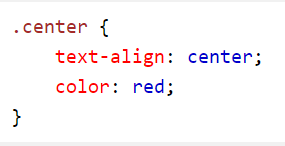 .center {
    text-align: center;
    color: red;
}